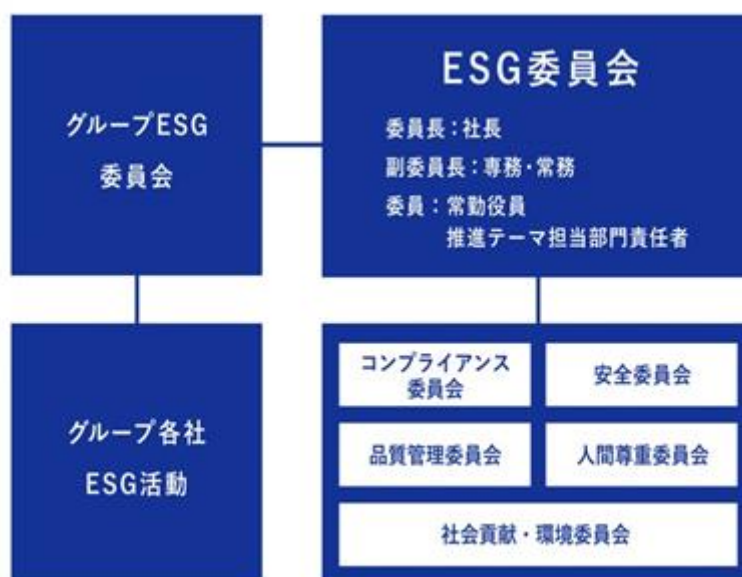 グループESG
委員会
ESG委員会
委員長：社長
副委員長：専務・常務
委員：常勤役員
推進テーマ担当部門責任者
グループ各社
ESG活動
コンプライアンス
委員会
安全委員会
品質管理委員会
人間尊重委員会
社会貢献・環境委員会